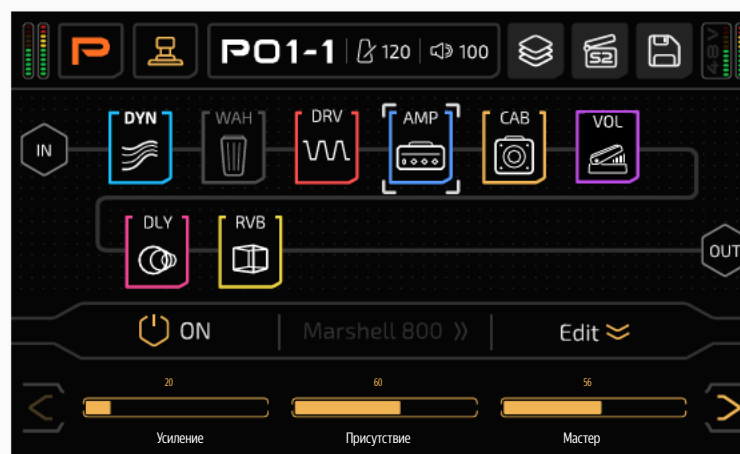 P P01-1 120 100 S2 48V
DYN WAH DRV AMP CAB VOL
IN
DLY RVB
OUT
ON Marshell 800 Edit
20 60 56
Усиление Присутствие Мастер